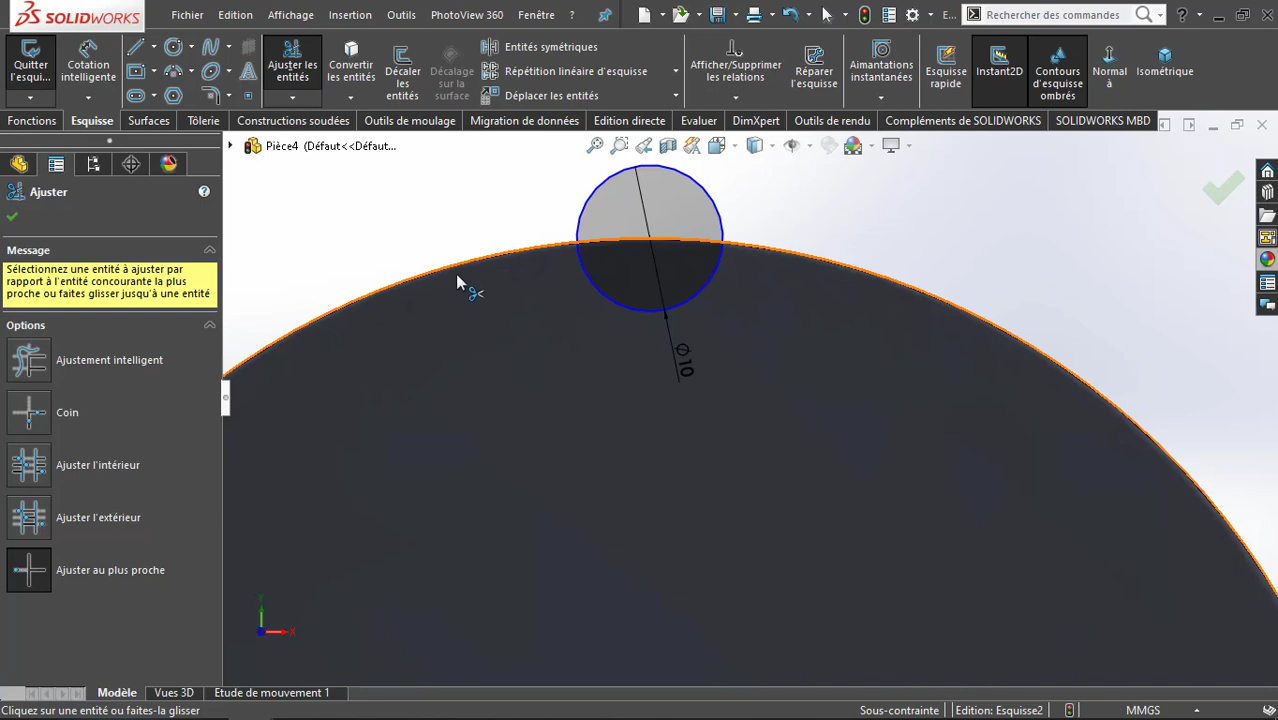 SOLIDWORKS
Fichier Edition Affichage Insertion Outils PhotoView 360 Fenêtre ? E... Rechercher des commandes ?
Quitter l'esqui...
Cotation intelligente
Ajuster les entités
Convertir les entités
Décaler les entités
Décalage sur la surface
Entités symétriques
Répétition linéaire d'esquisse
Déplacer les entités
Afficher/Supprimer les relations
Réparer l'esquisse
Aimantations instantanées
Esquisse rapide
Instant2D
Contours d'esquisse ombrés
Normal à
Isométrique
Fonctions Esquisse Surfaces Tôlerie Constructions soudées Outils de moulage Migration de données Edition directe Evaluer DimXpert Outils de rendu Compléments de SOLIDWORKS SOLIDWORKS MBD
Pièce4 (Défaut<<Défaut...
Ajuster ?
Message
Sélectionnez une entité à ajuster par
rapport à l'entité concourante la plus
proche ou faites glisser jusqu'à une entité
Options
Ajustement intelligent
Coin
Ajuster l'intérieur
Ajuster l'extérieur
Ajuster au plus proche
Ø10
Y
X
Modèle Vues 3D Etude de mouvement 1
Cliquez sur une entité ou faites-la glisser Sous-contrainte Edition: Esquisse2 MMGS